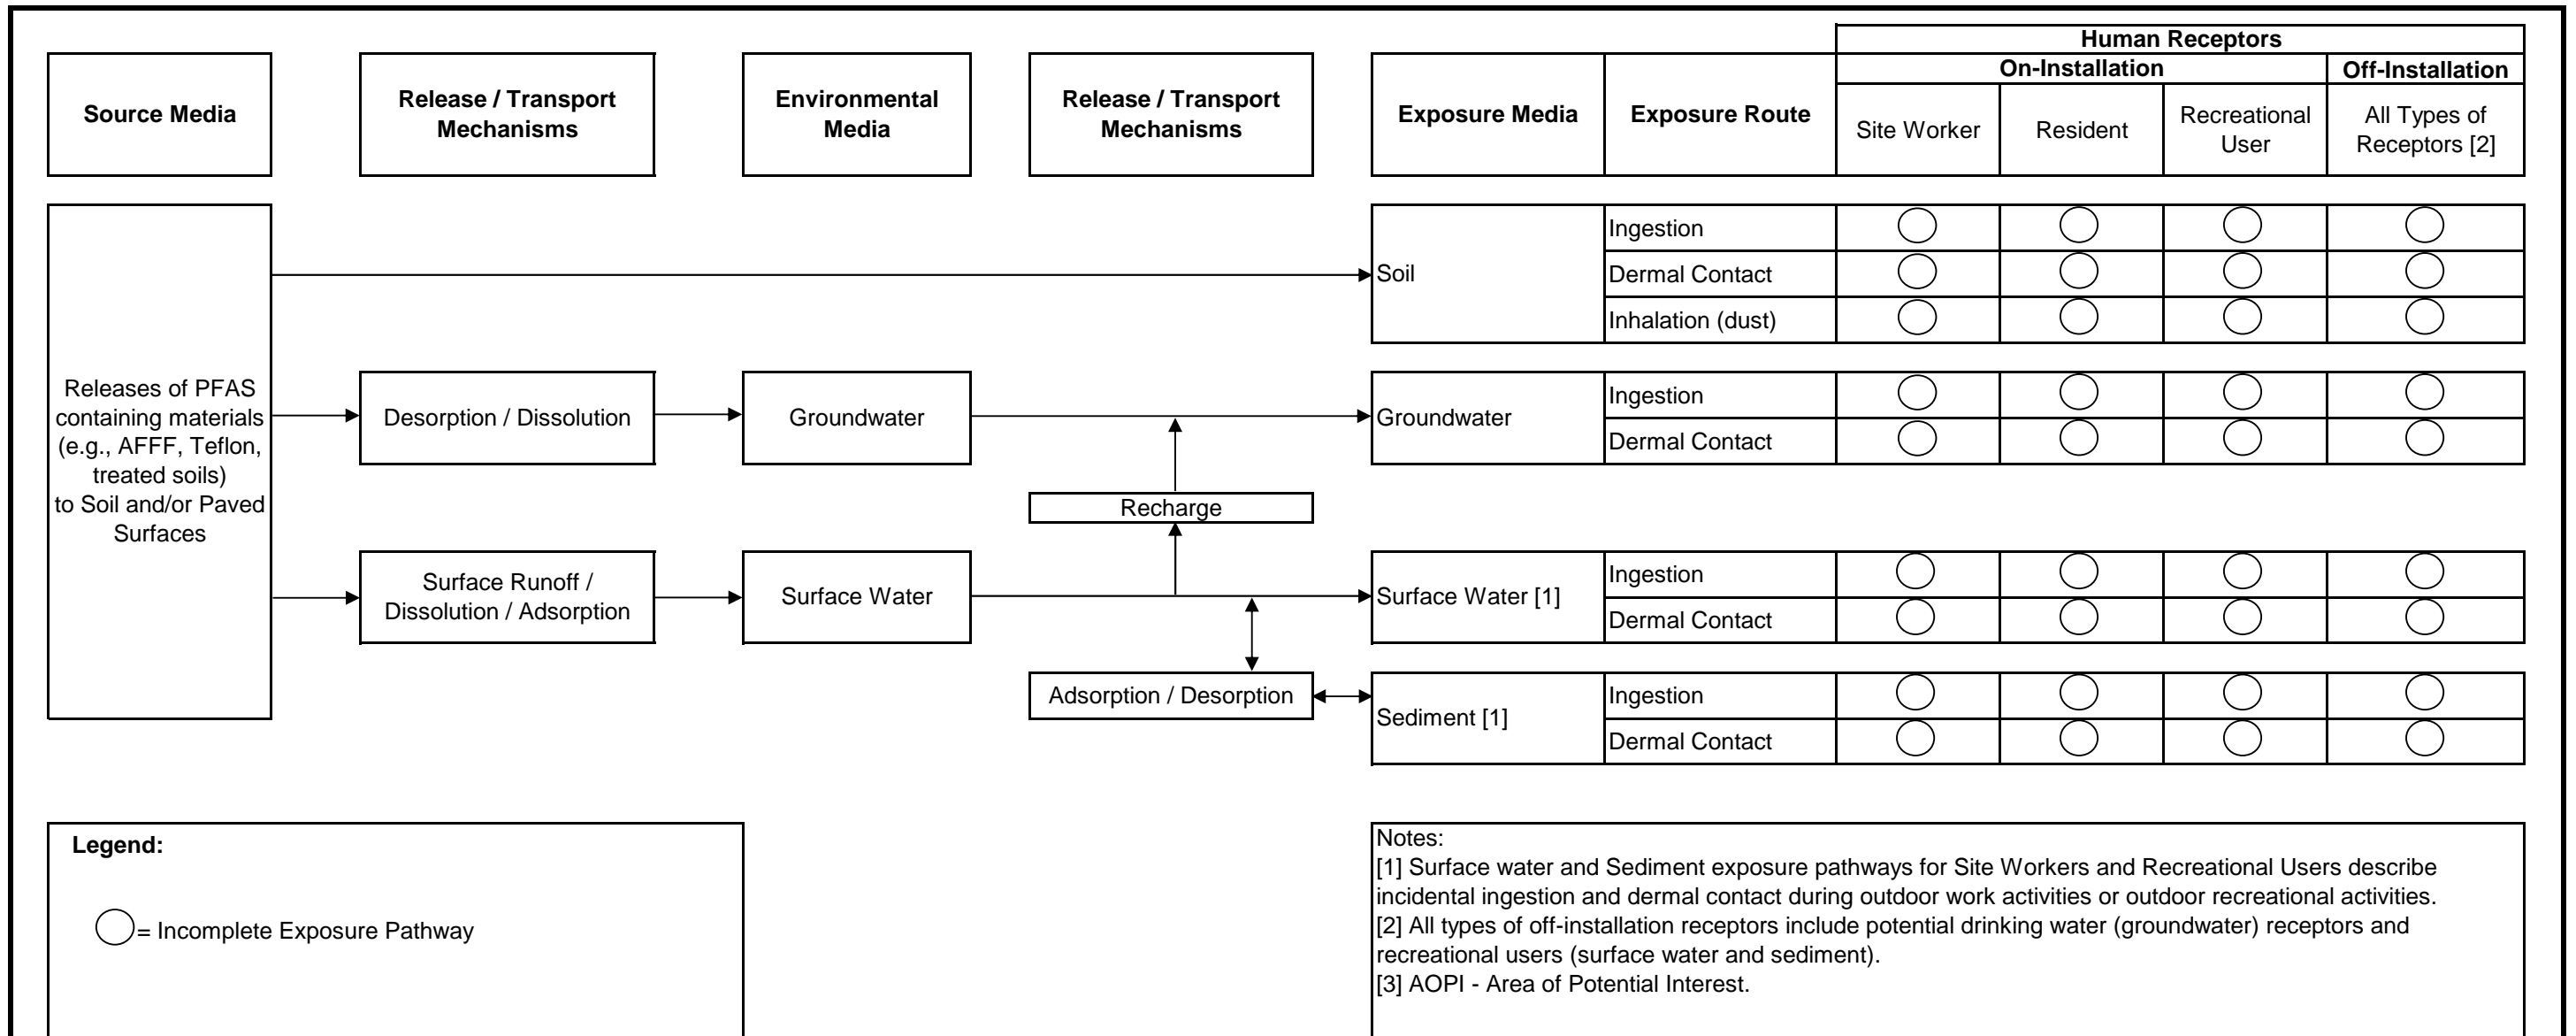 Human Receptors
On-Installation
Off-Installation
Source Media
Release / Transport
Mechanisms
Environmental
Media
Release / Transport
Mechanisms
Exposure Media
Exposure Route
Site Worker
Resident
Recreational
User
All Types of
Receptors [2]
Releases of PFAS
containing materials
(e.g., AFFF, Teflon,
treated soils)
to Soil and/or Paved
Surfaces
Soil
Ingestion
Dermal Contact
Inhalation (dust)
Desorption / Dissolution
Groundwater
Groundwater
Ingestion
Dermal Contact
Recharge
Surface Runoff /
Dissolution / Adsorption
Surface Water
Surface Water [1]
Ingestion
Dermal Contact
Adsorption / Desorption
Sediment [1]
Ingestion
Dermal Contact
Legend:
= Incomplete Exposure Pathway
Notes:
[1] Surface water and Sediment exposure pathways for Site Workers and Recreational Users describe
incidental ingestion and dermal contact during outdoor work activities or outdoor recreational activities.
[2] All types of off-installation receptors include potential drinking water (groundwater) receptors and
recreational users (surface water and sediment).
[3] AOPI - Area of Potential Interest.